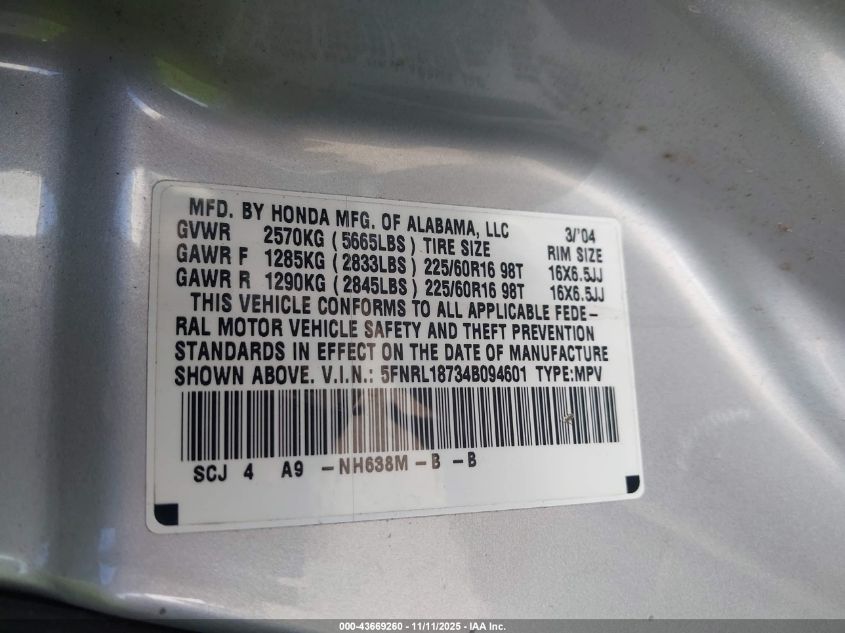 MFD. BY HONDA MFG. OF ALABAMA, LLC 3/'04
GVWR 2570KG (5665LBS) TIRE SIZE RIM SIZE
GAWR F 1285KG (2833LBS) 225/60R16 98T 16X6.5JJ
GAWR R 1290KG (2845LBS) 225/60R16 98T 16X6.5JJ
THIS VEHICLE CONFORMS TO ALL APPLICABLE FEDE-
RAL MOTOR VEHICLE SAFETY AND THEFT PREVENTION
STANDARDS IN EFFECT ON THE DATE OF MANUFACTURE
SHOWN ABOVE. V.I.N.: 5FNRL18734B094601 TYPE:MPV
SCJ 4 A9 -NH638M -B -B
000-43669260 - 11/11/2025 - IAA Inc.